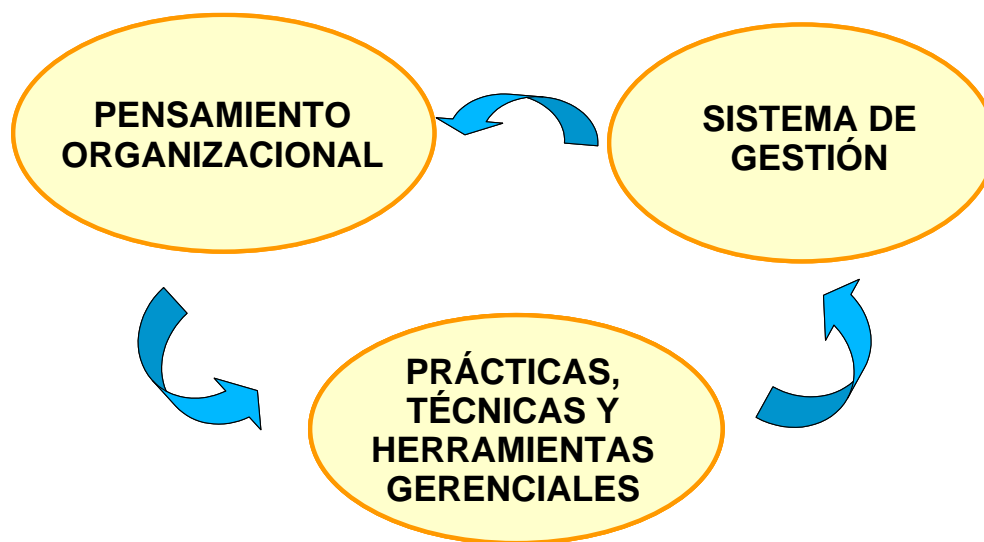 PENSAMIENTO
ORGANIZACIONAL
SISTEMA DE
GESTIÓN
PRÁCTICAS,
TÉCNICAS Y
HERRAMIENTAS
GERENCIALES